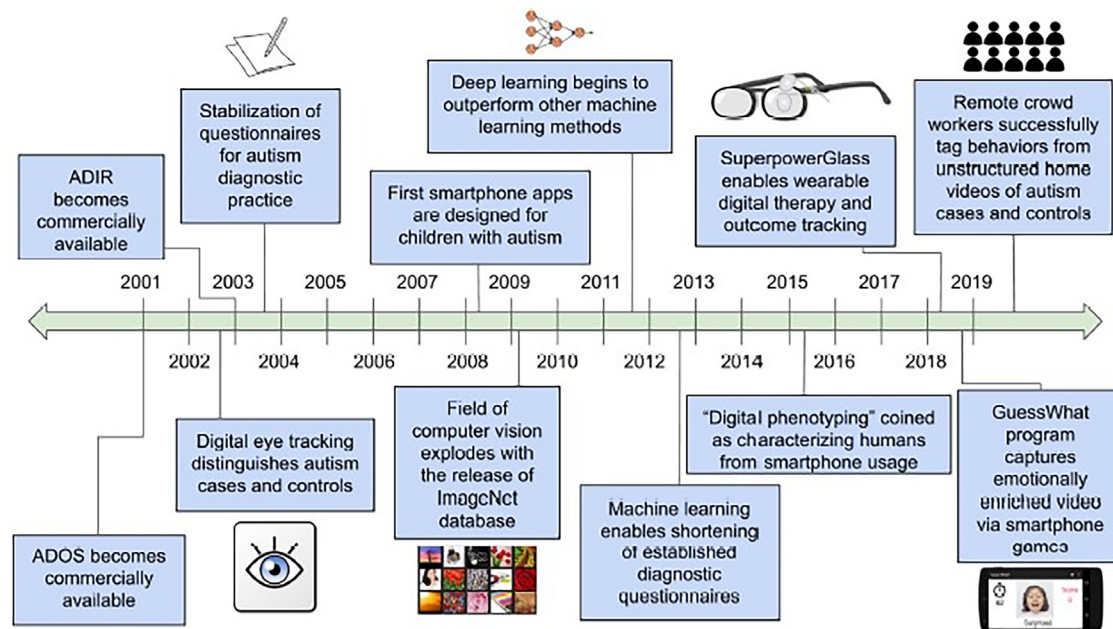 Deep learning begins to
outperform other machine
learning methods
Stabilization of
questionnaires
for autism
diagnostic
practice
Remote crowd
workers successfully
tag behaviors from
unstructured home
videos of autism
cases and controls
ADIR
becomes
commercially
available
First smartphone apps
are designed for
children with autism
SuperpowerGlass
enables wearable
digital therapy and
outcome tracking
2001 2003 2005 2007 2009 2011 2013 2015 2017 2019
2002 2004 2006 2008 2010 2012 2014 2016 2018
ADOS becomes
commercially
available
Digital eye tracking
distinguishes autism
cases and controls
Field of
computer vision
explodes with
the release of
ImagcNct
database
Machine learning
enables shortening
of established
diagnostic
questionnaires
“Digital phenotyping” coined
as characterizing humans
from smartphone usage
GuessWhat
program
captures
emotionally
enriched video
via smartphone
games
Surprised